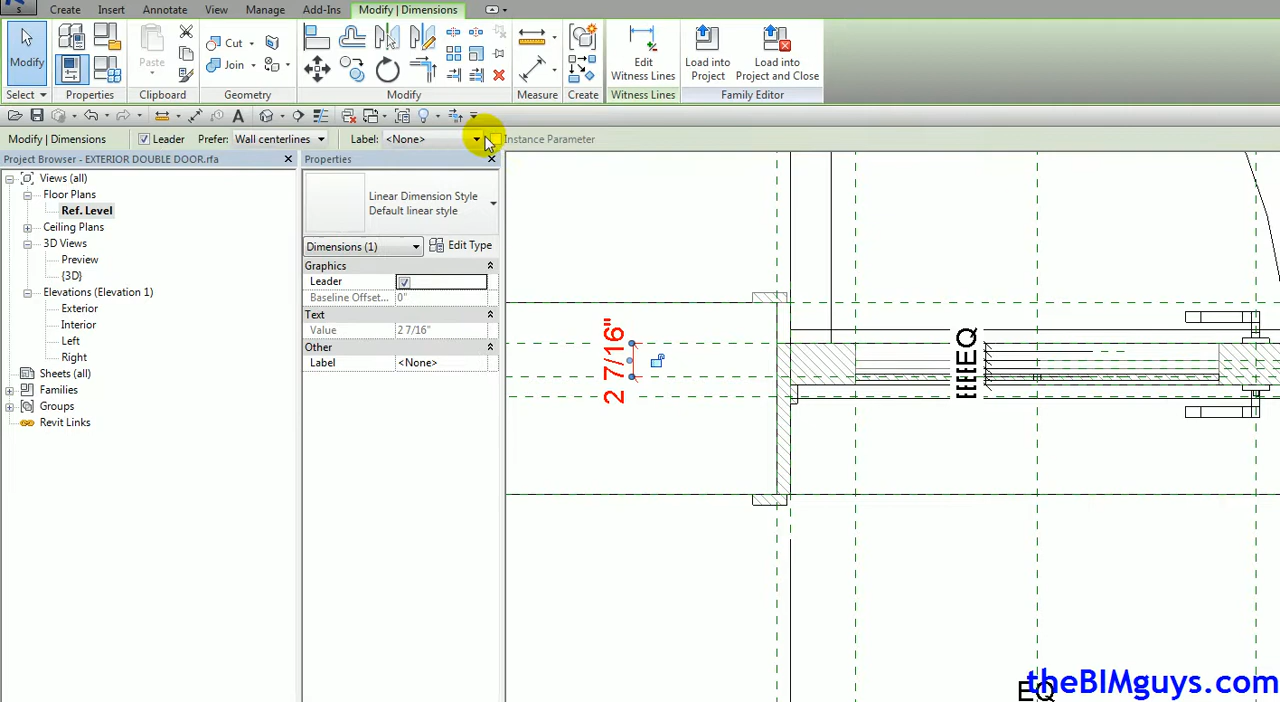 s
Create Insert Annotate View Manage Add-Ins Modify | Dimensions
Modify
Paste
Cut
Join
Edit Witness Lines
Load into Project
Load into Project and Close
Select Properties Clipboard Geometry Modify Measure Create Witness Lines Family Editor
A
Modify | Dimensions Leader Prefer: Wall centerlines Label: <None> Instance Parameter
Project Browser - EXTERIOR DOUBLE DOOR.rfa
Views (all)
Floor Plans
Ref. Level
Ceiling Plans
3D Views
Preview
{3D}
Elevations (Elevation 1)
Exterior
Interior
Left
Right
Sheets (all)
Families
Groups
Revit Links
Properties
Linear Dimension Style
Default linear style
Dimensions (1) Edit Type
Graphics
Leader
Baseline Offset... 0"
Text
Value 2 7/16"
Other
Label <None>
2 7/16"
EQ
EQ
theBIMguys.com